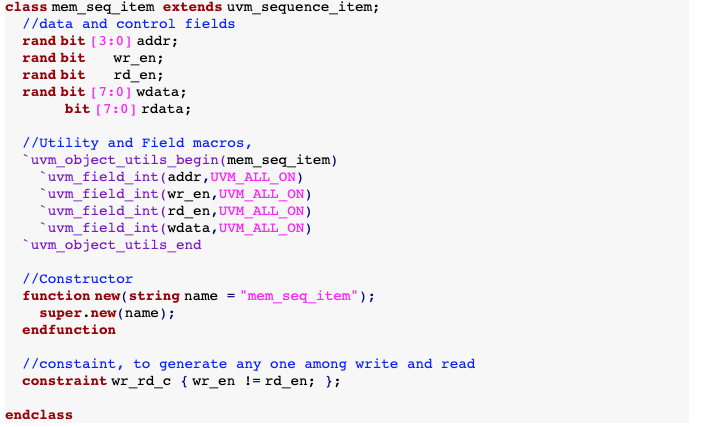 class mem_seq_item extends uvm_sequence_item;
  //data and control fields
  rand bit [3:0] addr;
  rand bit   wr_en;
  rand bit   rd_en;
  rand bit [7:0] wdata;
       bit [7:0] rdata;

  //Utility and Field macros,
  `uvm_object_utils_begin(mem_seq_item)
    `uvm_field_int(addr,UVM_ALL_ON)
    `uvm_field_int(wr_en,UVM_ALL_ON)
    `uvm_field_int(rd_en,UVM_ALL_ON)
    `uvm_field_int(wdata,UVM_ALL_ON)
  `uvm_object_utils_end

  //Constructor
  function new(string name = "mem_seq_item");
    super.new(name);
  endfunction

  //constaint, to generate any one among write and read
  constraint wr_rd_c { wr_en != rd_en; };

endclass